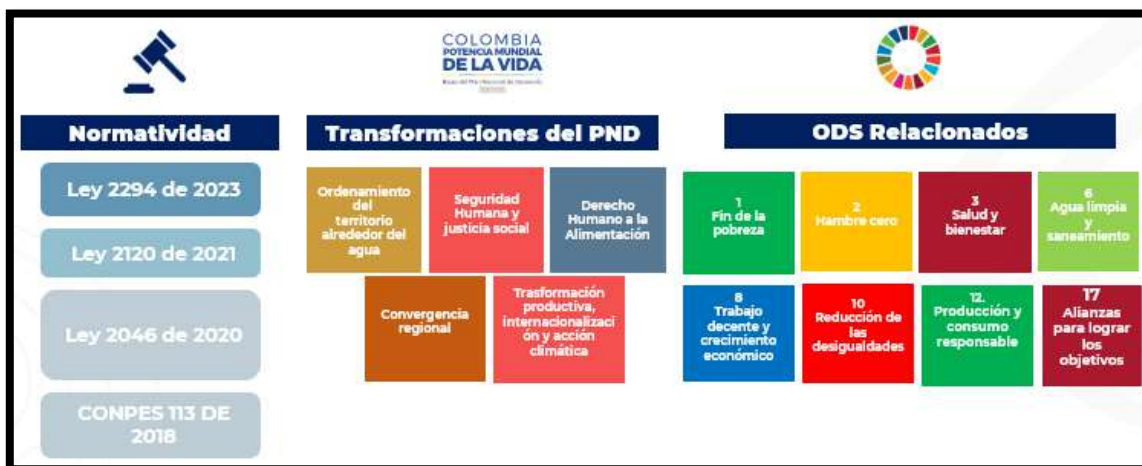 COLOMBIA
POTENCIA MUNDIAL
DE LA VIDA
Normatividad
Transformaciones del PND
ODS Relacionados
Ley 2294 de 2023
Ley 2120 de 2021
Ley 2046 de 2020
CONPES 113 DE
2018
Ordenamiento
del
territorio
alrededor del
agua
Seguridad
Humana y
justicia social
Derecho
Humano a la
Alimentación
Convergencia
regional
Trasformación
productiva,
internacionalizaci
ón y acción
climática
1
Fin de la
pobreza
2
Hambre cero
3
Salud y
bienestar
6
Agua limpia
y
saneamiento
8
Trabajo
decente y
crecimiento
económico
10
Reducción de
las
desigualdades
12.
Producción y
consumo
responsable
17
Alianzas
para lograr
los
objetivos